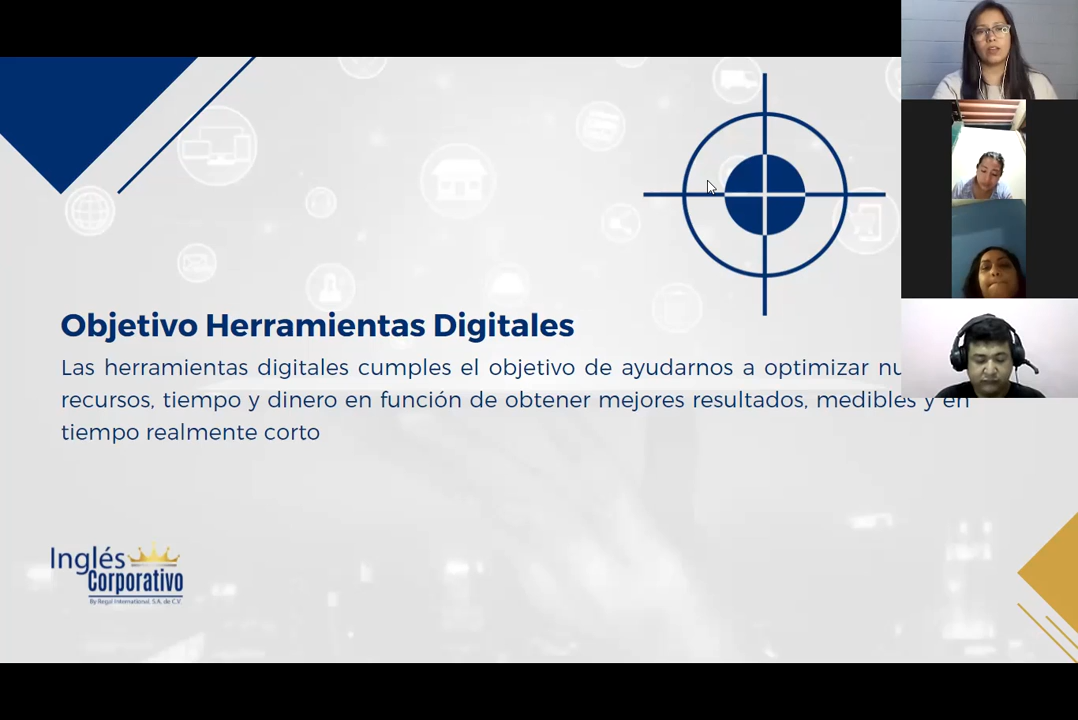 Objetivo Herramientas Digitales
Las herramientas digitales cumples el objetivo de ayudarnos a optimizar
recursos, tiempo y dinero en función de obtener mejores resultados, medibles y en
tiempo realmente corto
Inglés
Corporativo
By Regal International, S.A. de C.V.